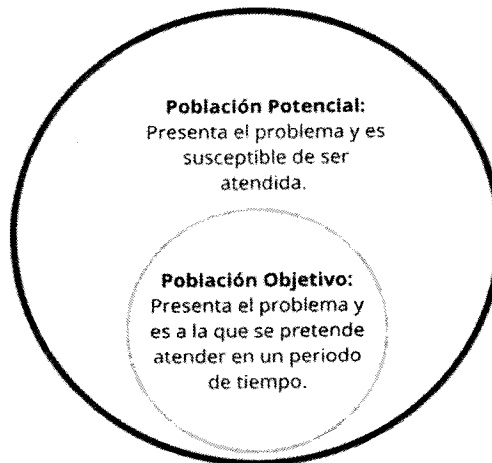 Población Potencial:
Presenta el problema y es
susceptible de ser
atendida.
Población Objetivo:
Presenta el problema y
es a la que se pretende
atender en un periodo
de tiempo.